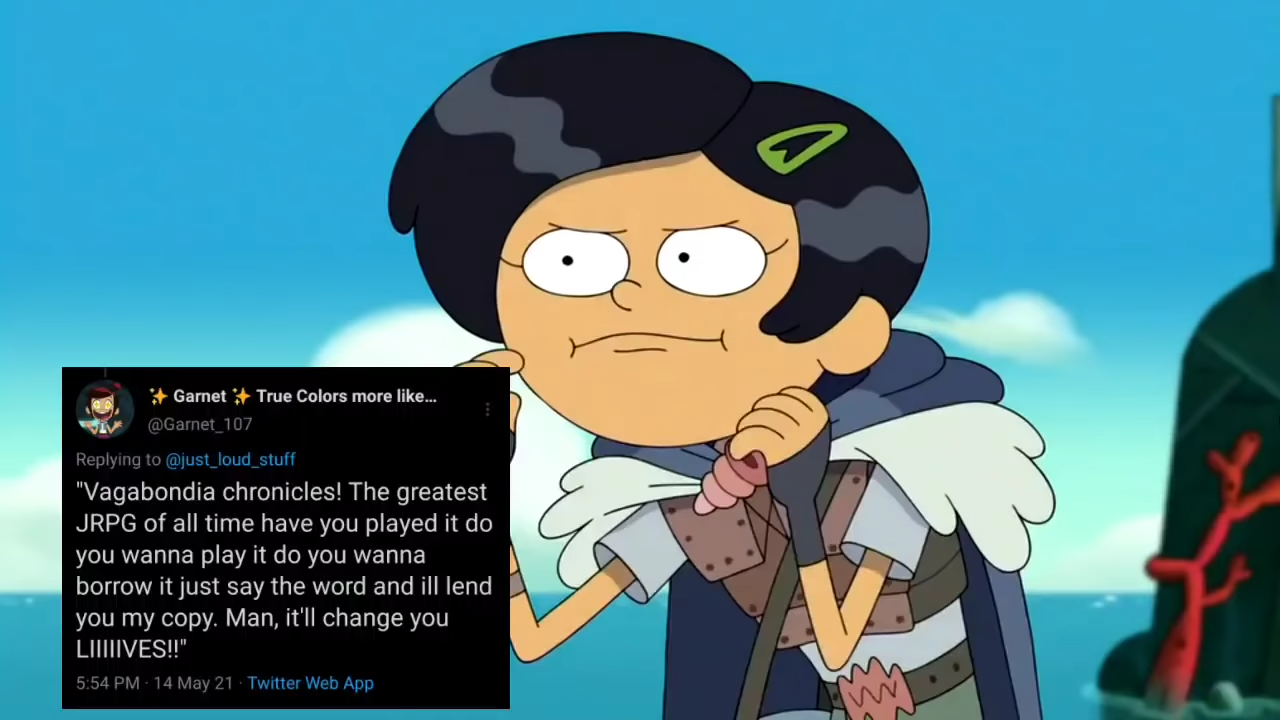 ✨ Garnet ✨ True Colors more like...
@Garnet_107
Replying to @just_loud_stuff
"Vagabondia chronicles! The greatest
JRPG of all time have you played it do
you wanna play it do you wanna
borrow it just say the word and ill lend
you my copy. Man, it'll change you
LIIIIIVES!!"
5:54 PM · 14 May 21 · Twitter Web App